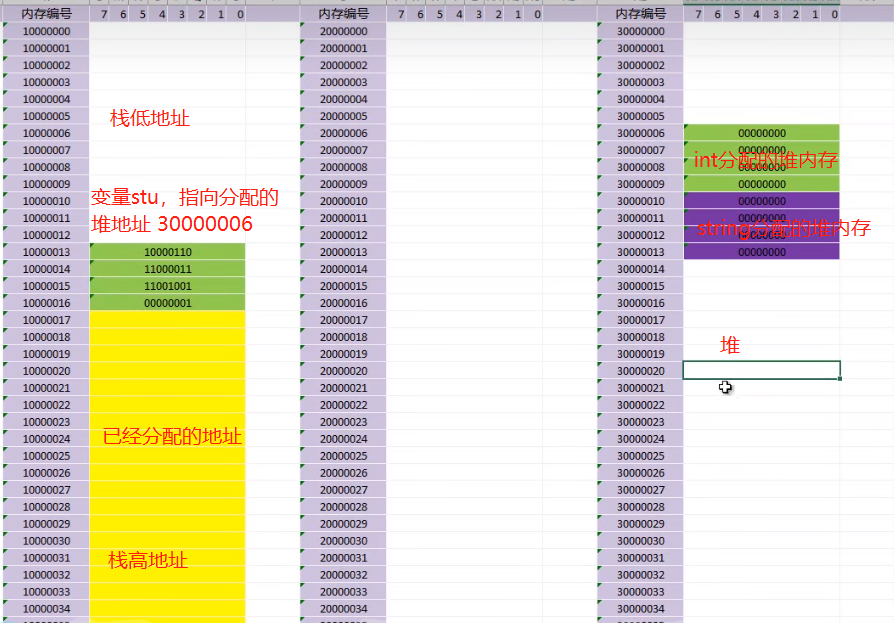 内存编号 7 6 5 4 3 2 1 0 内存编号 7 6 5 4 3 2 1 0 内存编号 7 6 5 4 3 2 1 0
10000000 20000000 30000000
10000001 20000001 30000001
10000002 20000002 30000002
10000003 20000003 30000003
10000004 20000004 30000004
10000005 20000005 30000005
栈低地址
10000006 20000006 30000006 00000000
10000007 20000007 30000007 00000000
int分配的堆内存
10000008 20000008 30000008 00000000
10000009 20000009 30000009 00000000
变量stu，指向分配的
10000010 20000010 30000010 00000000
10000011 20000011 30000011 00000000
堆地址 30000006
string分配的堆内存
10000012 20000012 30000012 00000000
10000013 10000110 20000013 30000013 00000000
10000014 11000011 20000014 30000014
10000015 11001001 20000015 30000015
10000016 00000001 20000016 30000016
10000017 20000017 30000017
10000018 20000018 30000018
堆
10000019 20000019 30000019
10000020 20000020 30000020
10000021 20000021 30000021
10000022 20000022 30000022
10000023 20000023 30000023
已经分配的地址
10000024 20000024 30000024
10000025 20000025 30000025
10000026 20000026 30000026
10000027 20000027 30000027
10000028 20000028 30000028
10000029 20000029 30000029
10000030 20000030 30000030
栈高地址
10000031 20000031 30000031
10000032 20000032 30000032
10000033 20000033 30000033
10000034 20000034 30000034